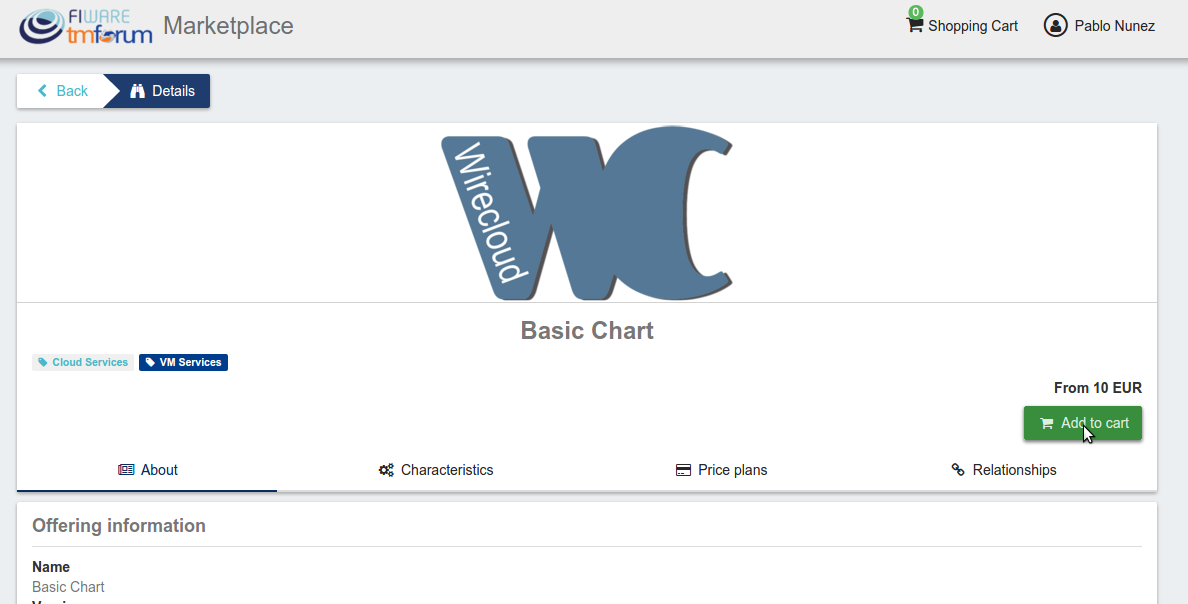 FIWARE
tmforum
Marketplace
0
Shopping Cart
Pablo Nunez
Back
Details
Wirecloud
WC
Basic Chart
Cloud Services
VM Services
From 10 EUR
Add to cart
About
Characteristics
Price plans
Relationships
Offering information
Name
Basic Chart